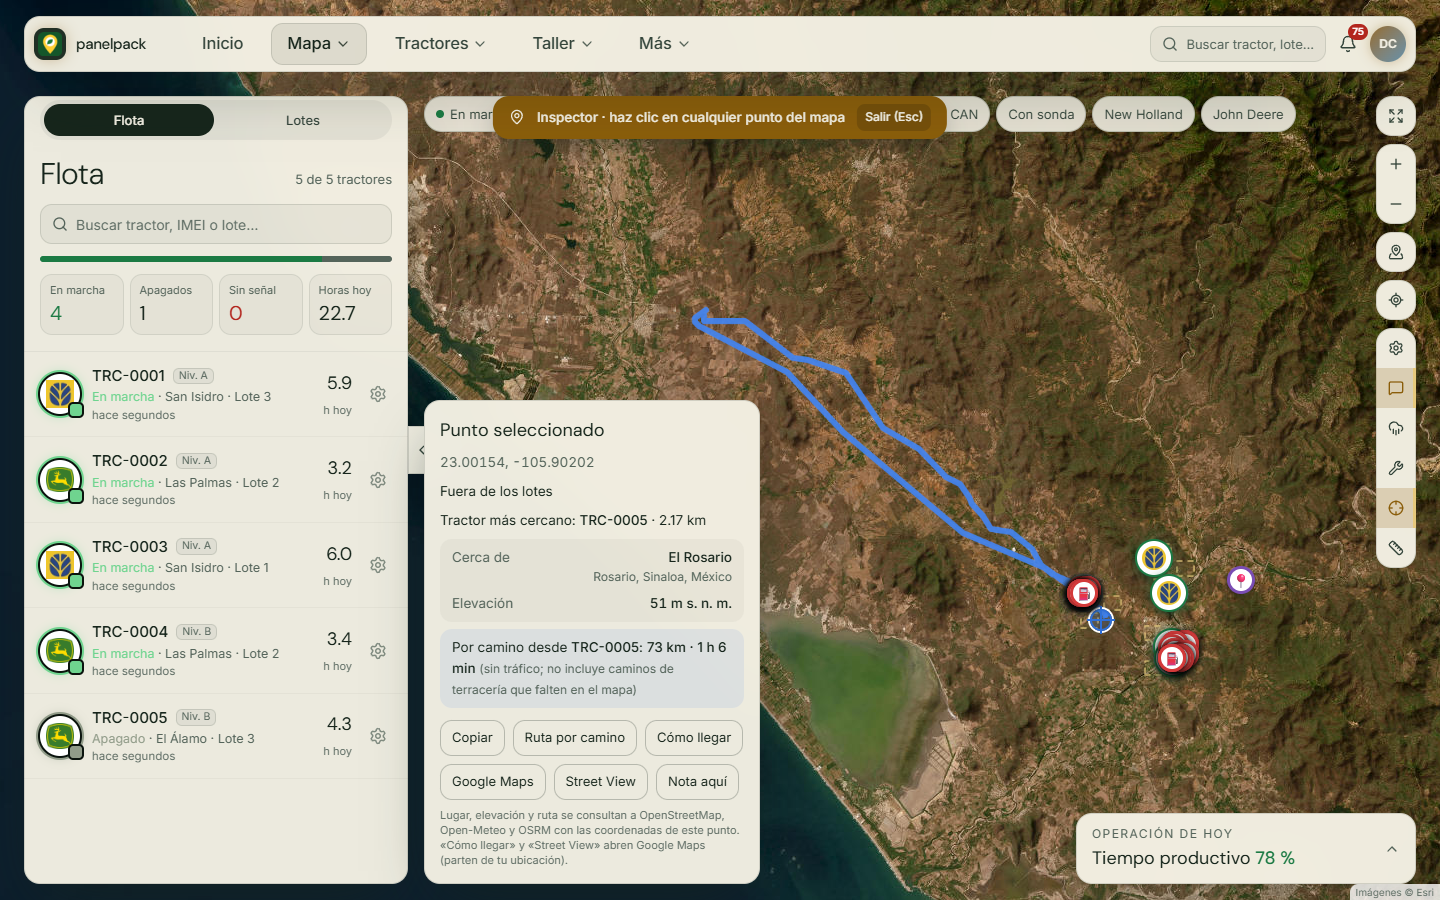 panelpack
Inicio
Mapa
Tractores
Taller
Más
Buscar tractor, lote...
75
DC
Flota
Lotes
Flota
5 de 5 tractores
Buscar tractor, IMEI o lote...
En marcha
4
Apagados
1
Sin señal
0
Horas hoy
22.7
TRC-0001 Niv. A
En marcha · San Isidro · Lote 3
hace segundos
5.9
h hoy
TRC-0002 Niv. A
En marcha · Las Palmas · Lote 2
hace segundos
3.2
h hoy
TRC-0003 Niv. A
En marcha · San Isidro · Lote 1
hace segundos
6.0
h hoy
TRC-0004 Niv. B
En marcha · Las Palmas · Lote 2
hace segundos
3.4
h hoy
TRC-0005 Niv. B
Apagado · El Álamo · Lote 3
hace segundos
4.3
h hoy
En mar
Inspector · haz clic en cualquier punto del mapa
Salir (Esc)
CAN
Con sonda
New Holland
John Deere
Punto seleccionado
23.00154, -105.90202
Fuera de los lotes
Tractor más cercano: TRC-0005 · 2.17 km
Cerca de El Rosario
Rosario, Sinaloa, México
Elevación 51 m s. n. m.
Por camino desde TRC-0005: 73 km · 1 h 6
min (sin tráfico; no incluye caminos de
terracería que falten en el mapa)
Copiar
Ruta por camino
Cómo llegar
Google Maps
Street View
Nota aquí
Lugar, elevación y ruta se consultan a OpenStreetMap,
Open-Meteo y OSRM con las coordenadas de este punto.
«Cómo llegar» y «Street View» abren Google Maps
(parten de tu ubicación).
OPERACIÓN DE HOY
Tiempo productivo 78 %
Imágenes © Esri